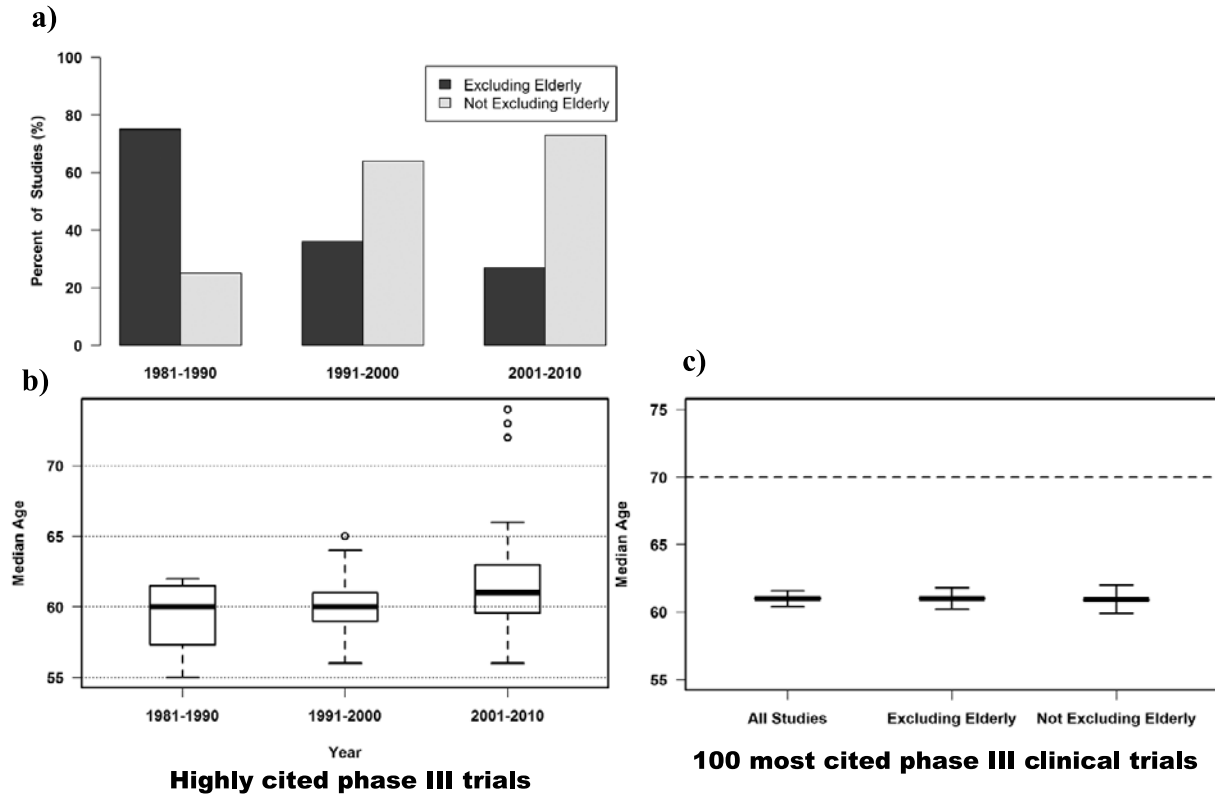 a)
Percent of Studies (%)
100
80
60
40
20
0
Excluding Elderly
Not Excluding Elderly
1981-1990 1991-2000 2001-2010
b)
Median Age
70
65
60
55
1981-1990 1991-2000 2001-2010
Year
Highly cited phase III trials
c)
Median Age
75
70
65
60
55
All Studies Excluding Elderly Not Excluding Elderly
100 most cited phase III clinical trials